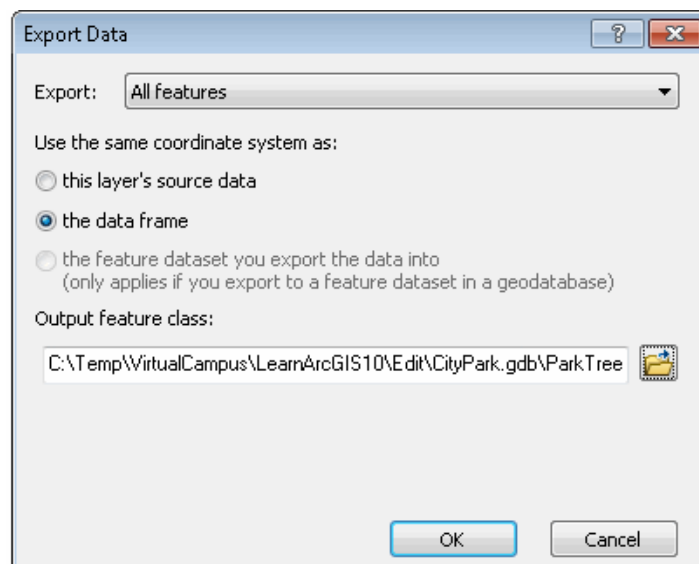 Export Data
Export: All features
Use the same coordinate system as:
this layer's source data
the data frame
the feature dataset you export the data into
(only applies if you export to a feature dataset in a geodatabase)
Output feature class:
C:\Temp\VirtualCampus\LearnArcGIS10\Edit\CityPark.gdb\ParkTree
OK Cancel